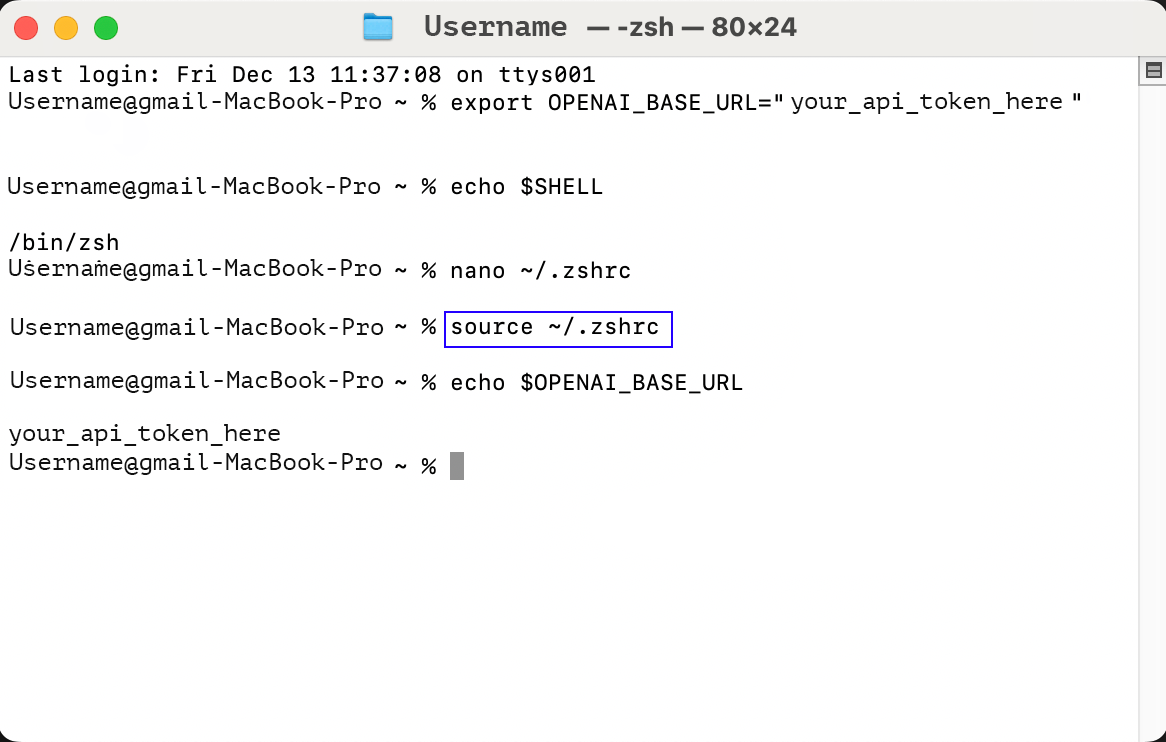 Username — -zsh — 80×24
Last login: Fri Dec 13 11:37:08 on ttys001
Username@gmail-MacBook-Pro ~ % export OPENAI_BASE_URL="your_api_token_here"
Username@gmail-MacBook-Pro ~ % echo $SHELL
/bin/zsh
Username@gmail-MacBook-Pro ~ % nano ~/.zshrc
Username@gmail-MacBook-Pro ~ % source ~/.zshrc
Username@gmail-MacBook-Pro ~ % echo $OPENAI_BASE_URL
your_api_token_here
Username@gmail-MacBook-Pro ~ %